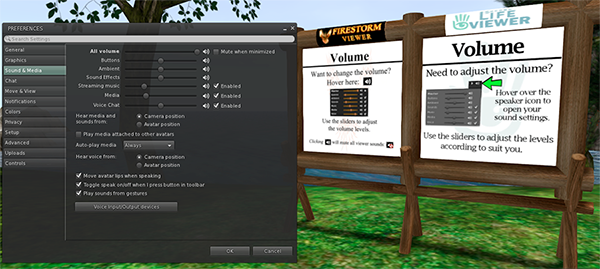 PREFERENCES
Search Settings
General
Graphics
Sound & Media
Chat
Move & View
Notifications
Colors
Privacy
Setup
Advanced
Uploads
Controls
All volume
Mute when minimized
Buttons
Ambient
Sound Effects
Streaming music
Enabled
Media
Enabled
Voice Chat
Enabled
Hear media and sounds from:
Camera position
Avatar position
Play media attached to other avatars
Auto-play media
Always
Hear voice from:
Camera position
Avatar position
Move avatar lips when speaking
Toggle speak on/off when I press button in toolbar
Play sounds from gestures
Voice Input/Output devices
OK
Cancel
FIRESTORM
VIEWER
Volume
Want to change the volume?
Hover here:
Use the sliders to adjust
the volume levels.
Clicking will mute all viewer sounds
LIFE
VIEWER
Volume
Need to adjust the volume?
Hover over the
speaker icon to
open your
sound settings.
Use the sliders to adjust the levels
according to suit you.